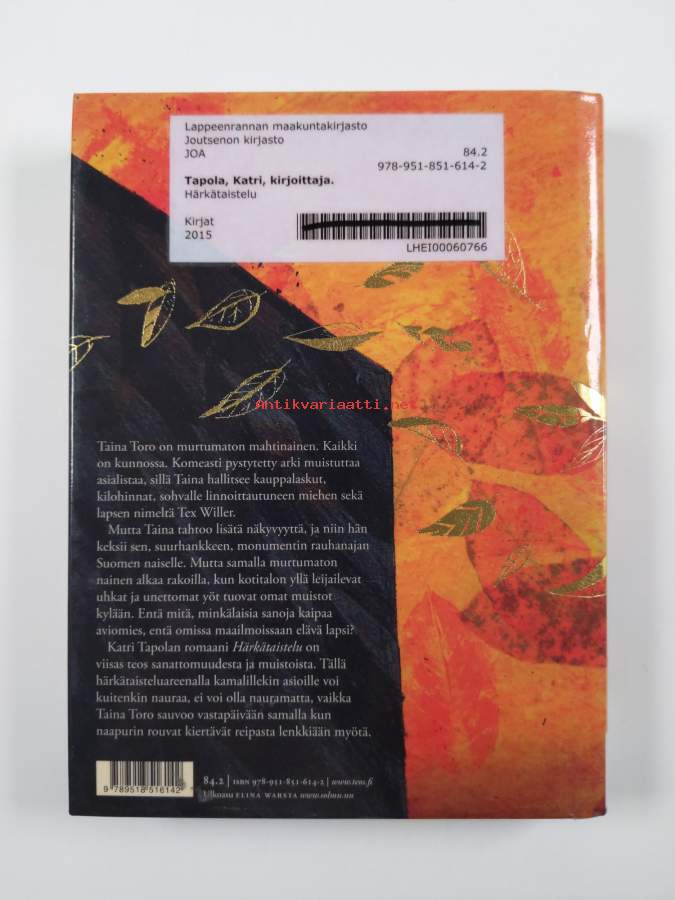 Lappeenrannan maakuntakirjasto
Joutsenon kirjasto
JOA 84.2
978-951-851-614-2
Tapola, Katri, kirjoittaja.
Härkätaistelu
Kirjat
2015
LHEI00060766
Antikvariaatti.net
Taina Toro on murtumaton mahtinainen. Kaikki
on kunnossa. Komeasti pystytetty arki muistuttaa
asialistaa, sillä Taina hallitsee kauppalaskut,
kilohinnat, sohvalle linnoittautuneen miehen sekä
lapsen nimeltä Tex Willer.
Mutta Taina tahtoo lisätä näkyvyyttä, ja niin hän
keksii sen, suurhankkeen, monumentin rauhanajan
Suomen naiselle. Mutta samalla murtumaton
nainen alkaa rakoilla, kun kotitalon yllä leijailevat
uhkat ja unettomat yöt tuovat omat muistot
kylään. Entä mitä, minkälaisia sanoja kaipaa
aviomies, entä omissa maailmoissaan elävä lapsi?
Katri Tapolan romaani Härkätaistelu on
viisas teos sanattomuudesta ja muistoista. Tällä
härkätaisteluareenalla kamalillekin asioille voi
kuitenkin nauraa, ei voi olla nauramatta, vaikka
Taina Toro sauvoo vastapäivään samalla kun
naapurin rouvat kiertävät reipasta lenkkiään myötä.
84.2 | ISBN 978-951-851-614-2 | www.teos.fi
Ulkoasu ELINA WARSTA www.solmu.nu
9 789518 516142